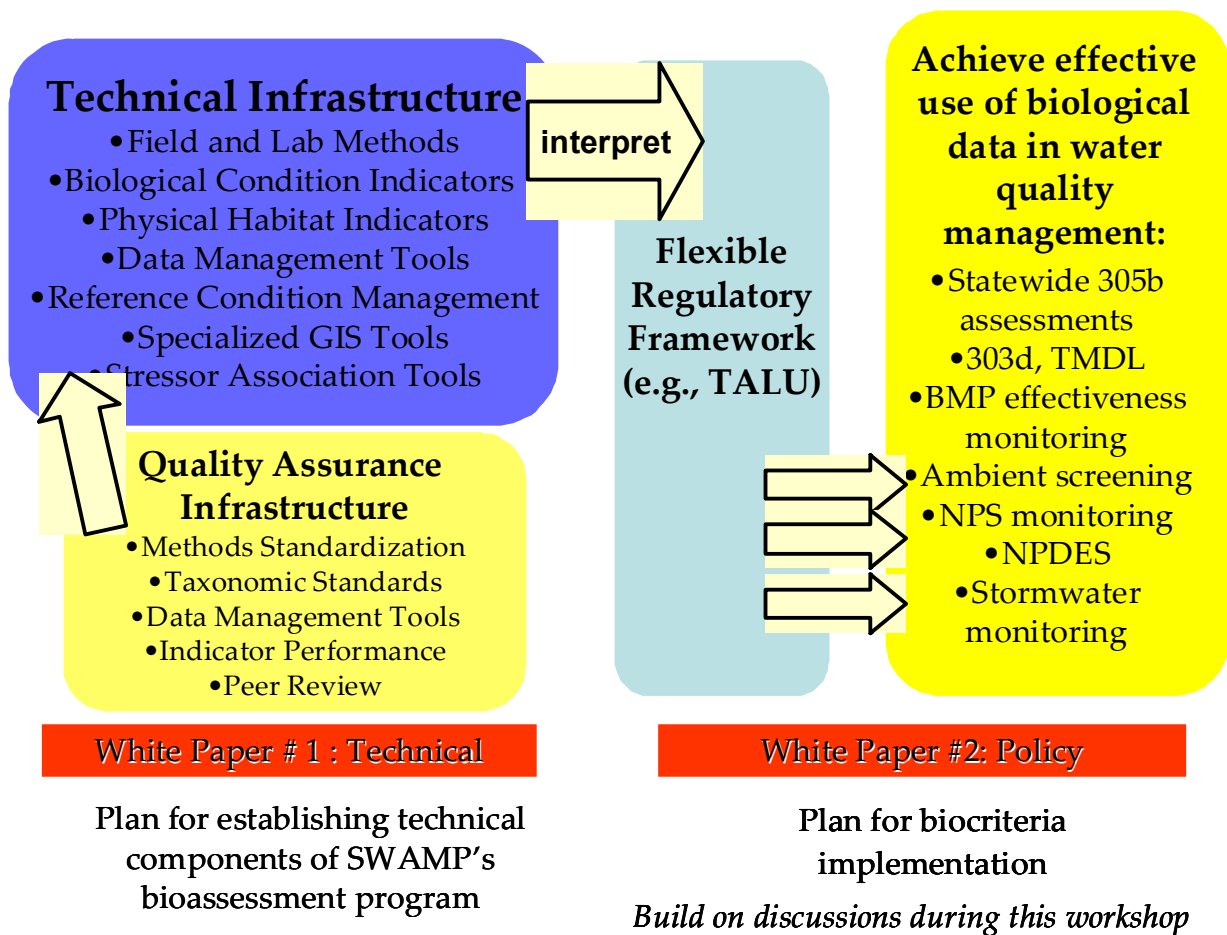 Technical Infrastructure
•Field and Lab Methods
•Biological Condition Indicators
•Physical Habitat Indicators
•Data Management Tools
•Reference Condition Management
•Specialized GIS Tools
•Stressor Association Tools
Quality Assurance
Infrastructure
•Methods Standardization
•Taxonomic Standards
•Data Management Tools
•Indicator Performance
•Peer Review
interpret
Flexible
Regulatory
Framework
(e.g., TALU)
Achieve effective
use of biological
data in water
quality
management:
•Statewide 305b
assessments
•303d, TMDL
•BMP effectiveness
monitoring
•Ambient screening
•NPS monitoring
•NPDES
•Stormwater
monitoring
White Paper # 1 : Technical
Plan for establishing technical
components of SWAMP's
bioassessment program
White Paper #2: Policy
Plan for biocriteria
implementation
Build on discussions during this workshop